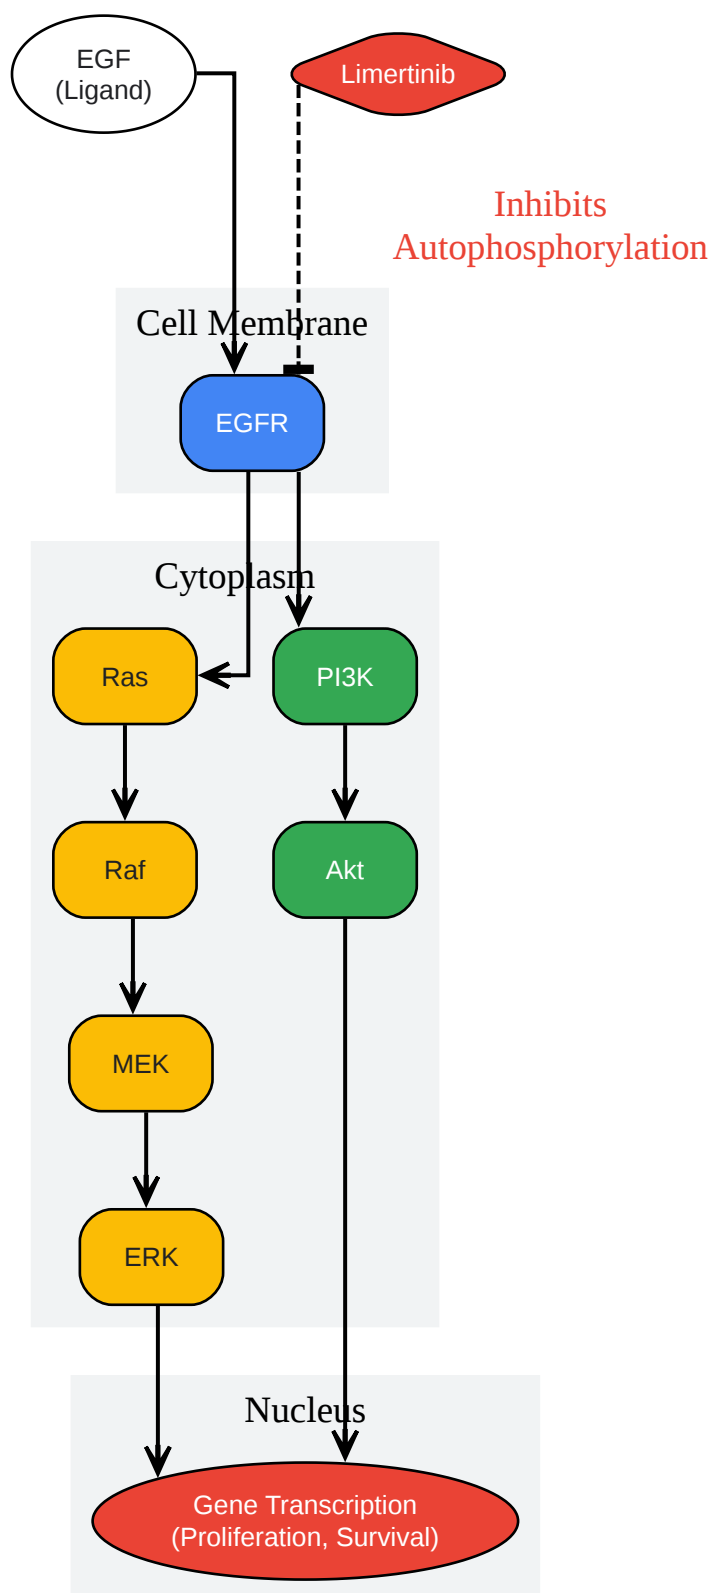 EGF
(Ligand)
Limertinib
Inhibits
Autophosphorylation
Cell Membrane
EGFR
Cytoplasm
Ras
PI3K
Raf
Akt
MEK
ERK
Nucleus
Gene Transcription
(Proliferation, Survival)